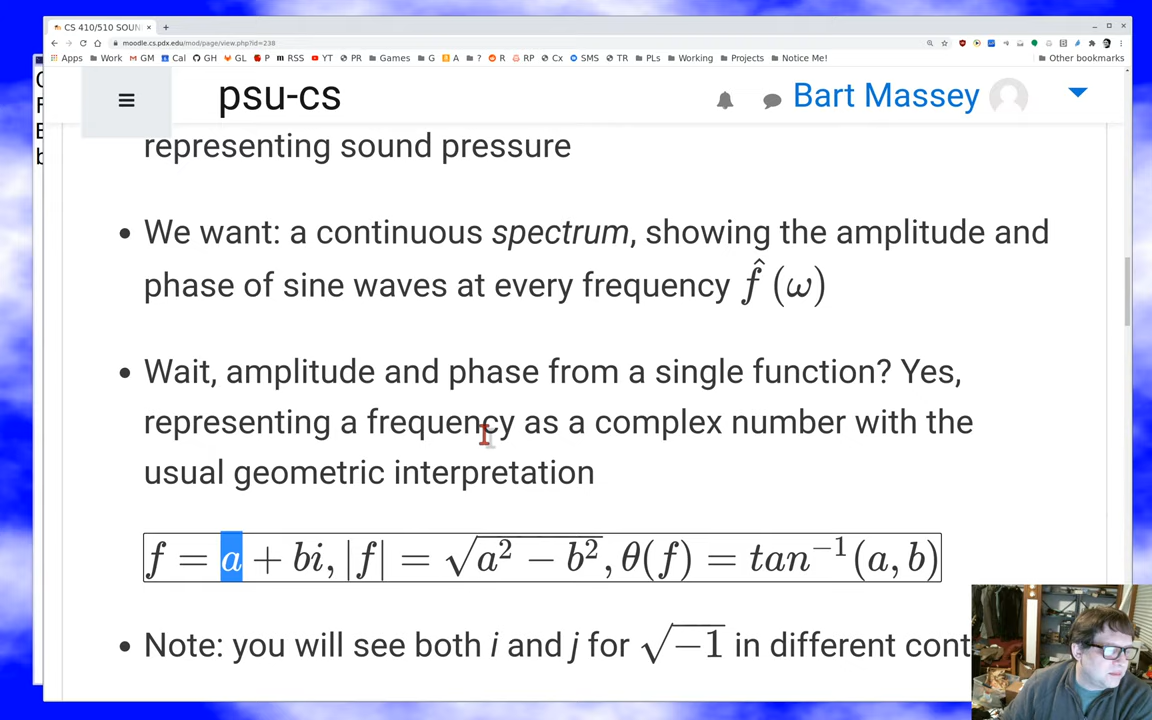 CS 410/510 SOUN
moodle.cs.pdx.edu/mod/page/view.php?id=238
Apps Work GM Cal GH GL P RSS YT PR Games G A ? R RP Cx SMS TR PLs Working Projects Notice Me! Other bookmarks
psu-cs Bart Massey
representing sound pressure
• We want: a continuous spectrum, showing the amplitude and
phase of sine waves at every frequency f̂ (ω)
• Wait, amplitude and phase from a single function? Yes,
representing a frequency as a complex number with the
usual geometric interpretation
f = a + bi, |f| = √a² − b², θ(f) = tan⁻¹(a, b)
• Note: you will see both i and j for √−1 in different cont